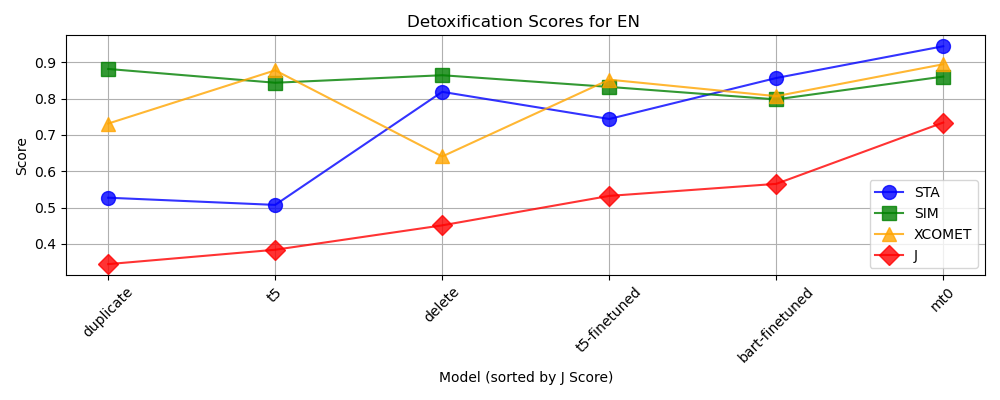 Detoxification Scores for EN
Score
0.9
0.8
0.7
0.6
0.5
0.4
STA
SIM
XCOMET
J
duplicate
t5
delete
t5-finetuned
bart-finetuned
mt0
Model (sorted by J Score)